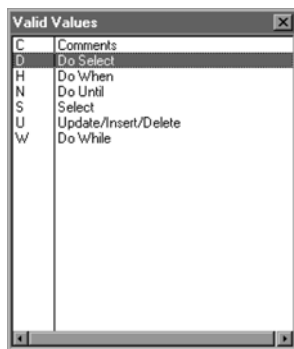 Valid Values
C Comments
D Do Select
H Do When
N Do Until
S Select
U Update/Insert/Delete
W Do While